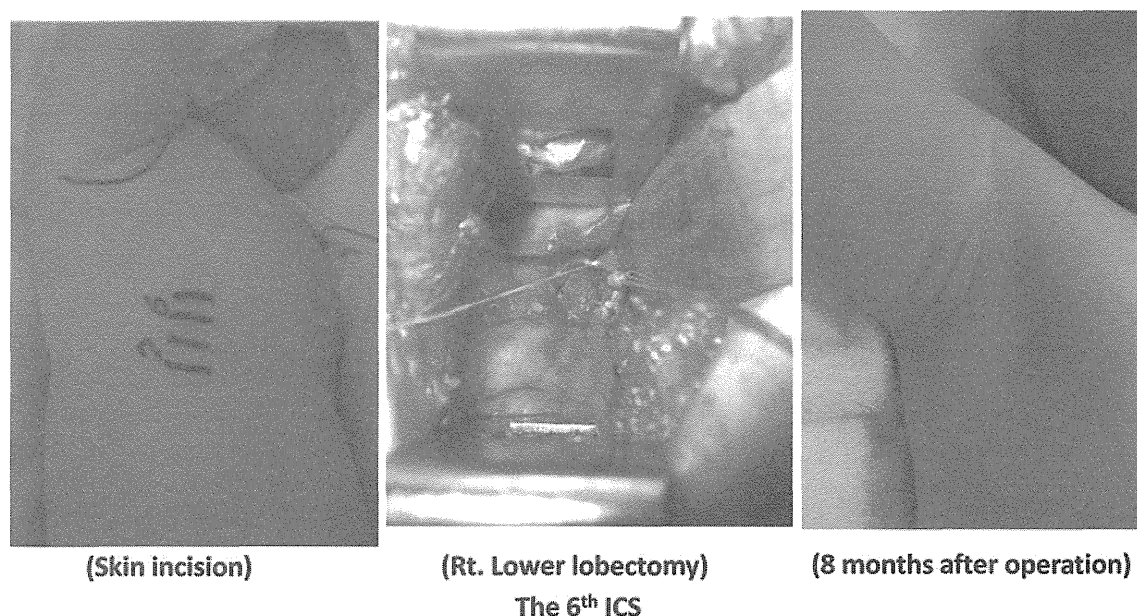 (Skin incision)
(Rt. Lower lobectomy)
(8 months after operation)
The 6th ICS